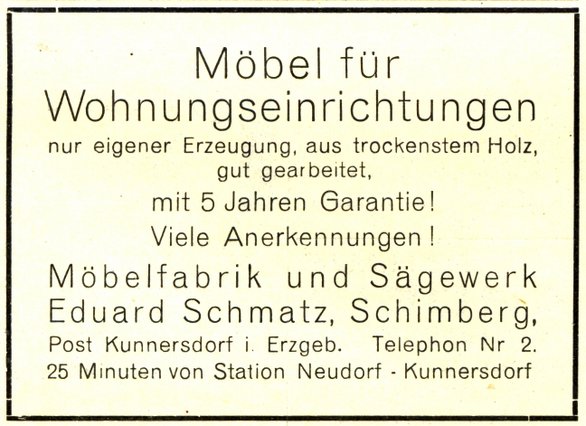 Möbel für
Wohnungseinrichtungen
nur eigener Erzeugung, aus trockenstem Holz,
gut gearbeitet,
mit 5 Jahren Garantie!
Viele Anerkennungen!
Möbelfabrik und Sägewerk
Eduard Schmatz, Schimberg,
Post Kunnersdorf i. Erzgeb. Telephon Nr 2.
25 Minuten von Station Neudorf - Kunnersdorf